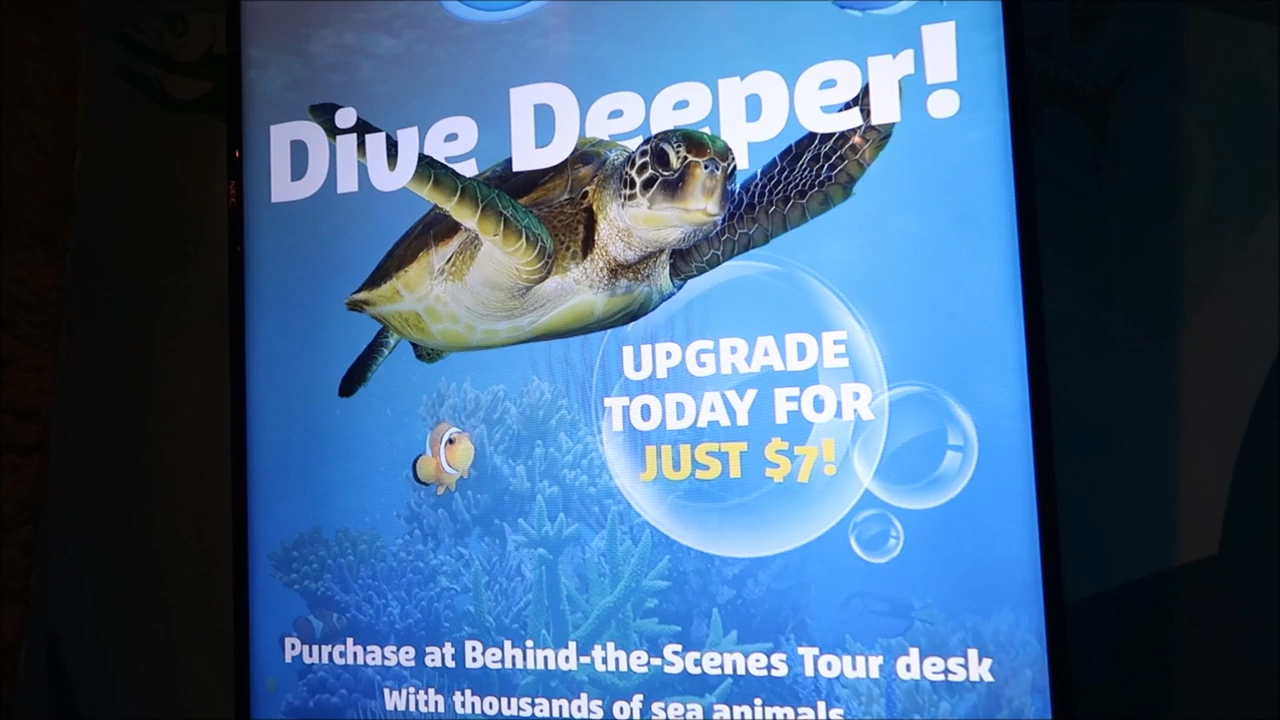 Dive Deeper!
UPGRADE
TODAY FOR
JUST $7!
Purchase at Behind-the-Scenes Tour desk
With thousands of sea animals
NEC